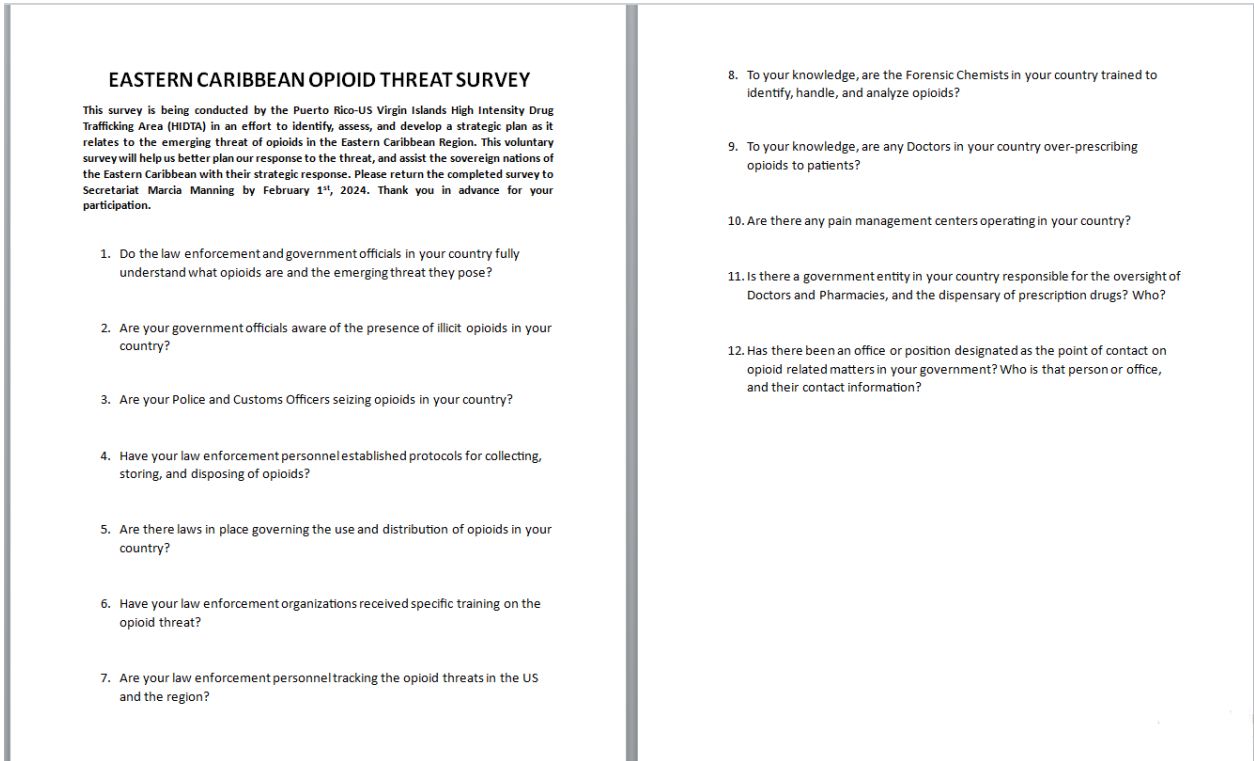 EASTERN CARIBBEAN OPIOID THREAT SURVEY
This survey is being conducted by the Puerto Rico-US Virgin Islands High Intensity Drug
Trafficking Area (HIDTA) in an effort to identify, assess, and develop a strategic plan as it
relates to the emerging threat of opioids in the Eastern Caribbean Region. This voluntary
survey will help us better plan our response to the threat, and assist the sovereign nations of
the Eastern Caribbean with their strategic response. Please return the completed survey to
Secretariat Marcia Manning by February 1st, 2024. Thank you in advance for your
participation.
1. Do the law enforcement and government officials in your country fully
understand what opioids are and the emerging threat they pose?
2. Are your government officials aware of the presence of illicit opioids in your
country?
3. Are your Police and Customs Officers seizing opioids in your country?
4. Have your law enforcement personnel established protocols for collecting,
storing, and disposing of opioids?
5. Are there laws in place governing the use and distribution of opioids in your
country?
6. Have your law enforcement organizations received specific training on the
opioid threat?
7. Are your law enforcement personnel tracking the opioid threats in the US
and the region?
8. To your knowledge, are the Forensic Chemists in your country trained to
identify, handle, and analyze opioids?
9. To your knowledge, are any Doctors in your country over-prescribing
opioids to patients?
10. Are there any pain management centers operating in your country?
11. Is there a government entity in your country responsible for the oversight of
Doctors and Pharmacies, and the dispensary of prescription drugs? Who?
12. Has there been an office or position designated as the point of contact on
opioid related matters in your government? Who is that person or office,
and their contact information?